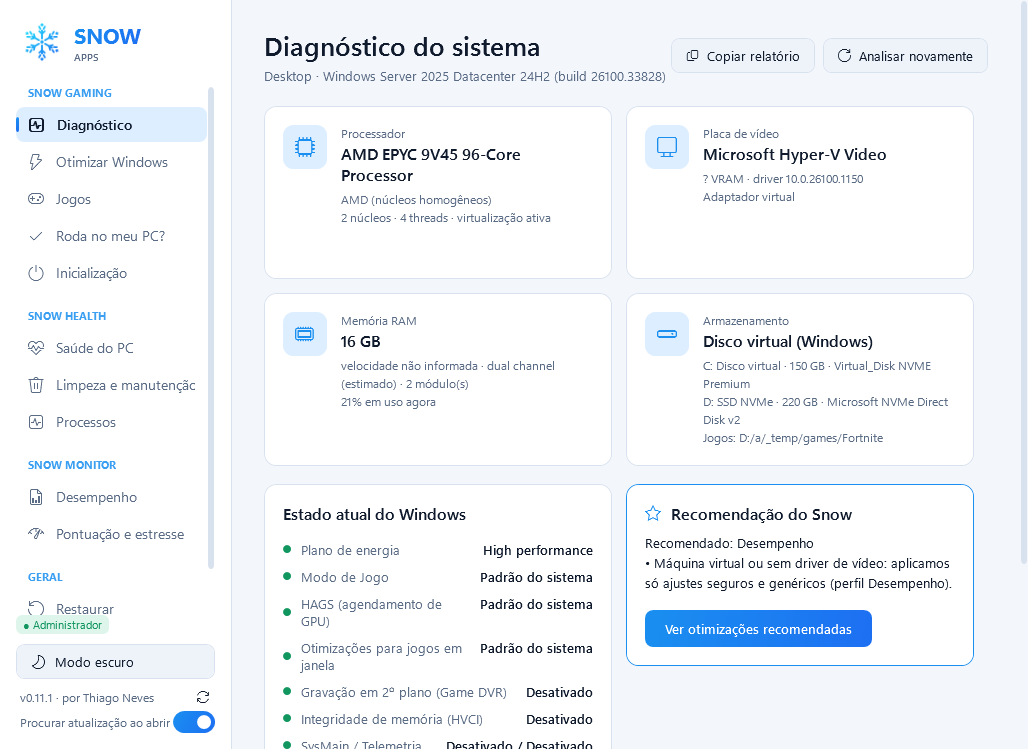 SNOW
APPS
SNOW GAMING
Diagnóstico
Otimizar Windows
Jogos
Roda no meu PC?
Inicialização
SNOW HEALTH
Saúde do PC
Limpeza e manutenção
Processos
SNOW MONITOR
Desempenho
Pontuação e estresse
GERAL
Restaurar
Administrador
Modo escuro
v0.11.1 · por Thiago Neves
Procurar atualização ao abrir
Diagnóstico do sistema
Desktop · Windows Server 2025 Datacenter 24H2 (build 26100.33828)
Copiar relatório
Analisar novamente
Processador
AMD EPYC 9V45 96-Core
Processor
AMD (núcleos homogêneos)
2 núcleos · 4 threads · virtualização ativa
Placa de vídeo
Microsoft Hyper-V Video
? VRAM · driver 10.0.26100.1150
Adaptador virtual
Memória RAM
16 GB
velocidade não informada · dual channel
(estimado) · 2 módulo(s)
21% em uso agora
Armazenamento
Disco virtual (Windows)
C: Disco virtual · 150 GB · Virtual_Disk NVME
Premium
D: SSD NVMe · 220 GB · Microsoft NVMe Direct
Disk v2
Jogos: D:/a/_temp/games/Fortnite
Estado atual do Windows
Plano de energia High performance
Modo de Jogo Padrão do sistema
HAGS (agendamento de
GPU) Padrão do sistema
Otimizações para jogos em
janela Padrão do sistema
Gravação em 2º plano (Game DVR) Desativado
Integridade de memória (HVCI) Desativado
SysMain / Telemetria Desativado / Desativado
Recomendação do Snow
Recomendado: Desempenho
• Máquina virtual ou sem driver de vídeo: aplicamos
só ajustes seguros e genéricos (perfil Desempenho).
Ver otimizações recomendadas